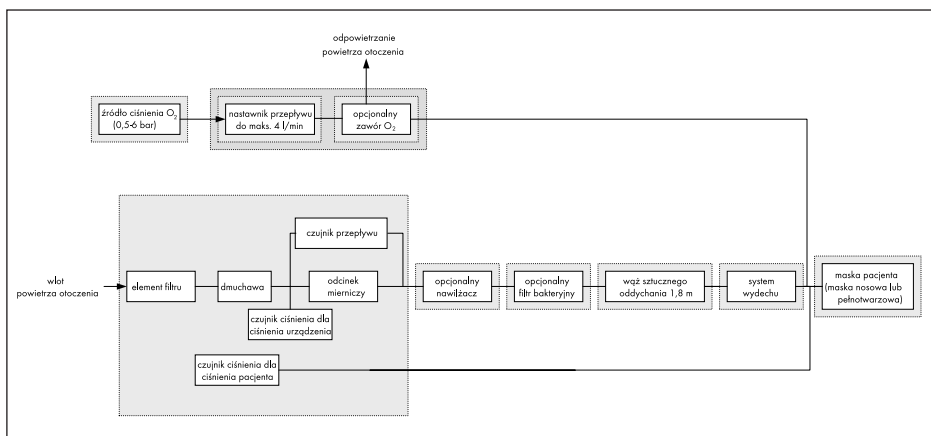 odpowietrzanie
powietrza otoczenia
źródło ciśnienia O₂
(0,5-6 bar)
nastawnik przepływu
do maks. 4 l/min
opcjonalny
zawór O₂
czujnik przepływu
wlot
powietrza otoczenia
element filtru
dmuchawa
odcinek
mierniczy
opcjonalny
nawilżacz
opcjonalny
filtr bakteryjny
wąż sztucznego
oddychania 1,8 m
system
wydechu
maska pacjenta
(maska nosowa lub
pełnotwarzowa)
czujnik ciśnienia dla
ciśnienia urządzenia
czujnik ciśnienia dla
ciśnienia pacjenta